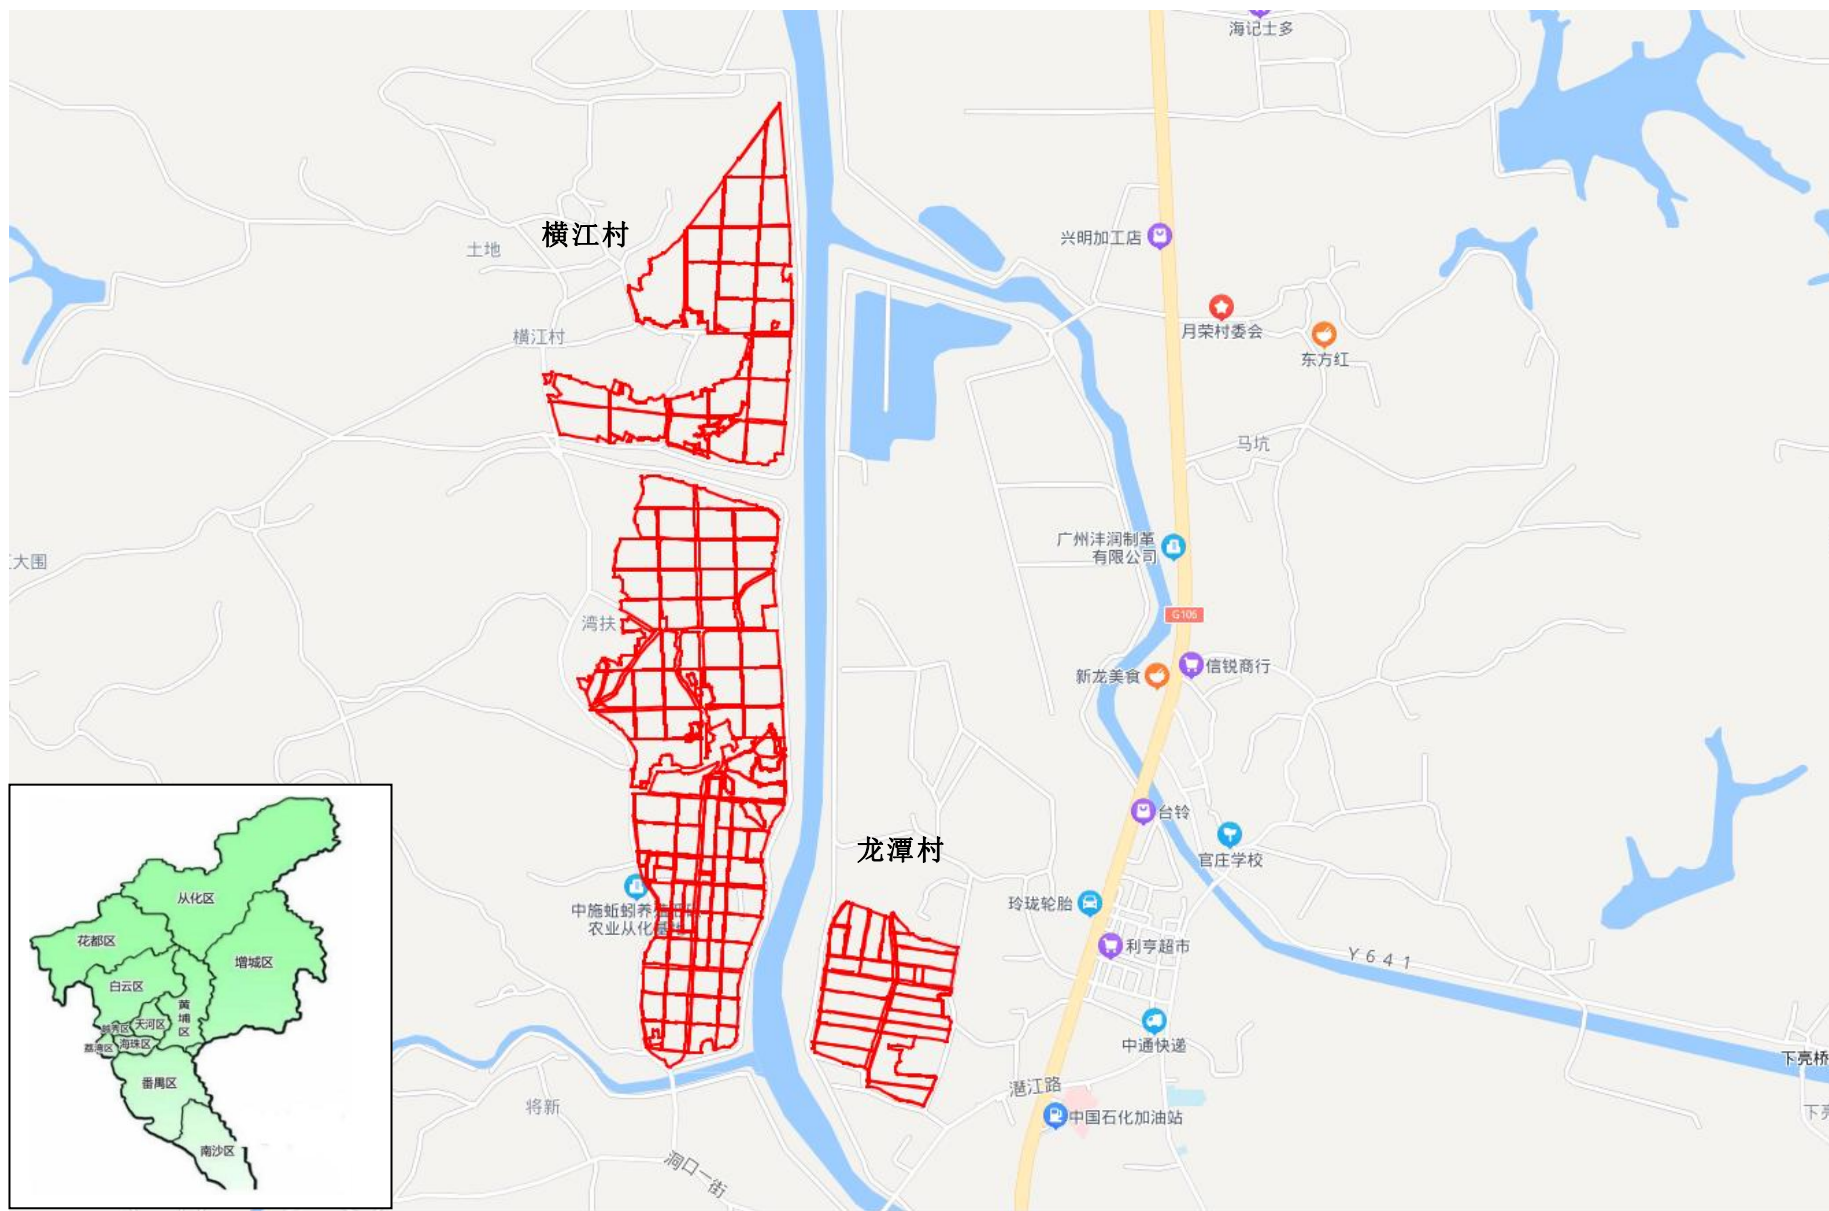 海记士多
横江村
土地
兴明加工店
月荣村委会
横江村
东方红
马坑
广州沣润制革
有限公司
大围
G106
湾扶
信锐商行
新龙美食
台铃
龙潭村
官庄学校
中施蚯蚓养殖
农业从化基地
玲珑轮胎
利亨超市
Y641
从化区
花都区
增城区
白云区
黄埔区
天河区
越秀区
海珠区
荔湾区
番禺区
南沙区
中通快递
下亮桥
潖江路
将新
中国石化加油站
下亮
洞口一街